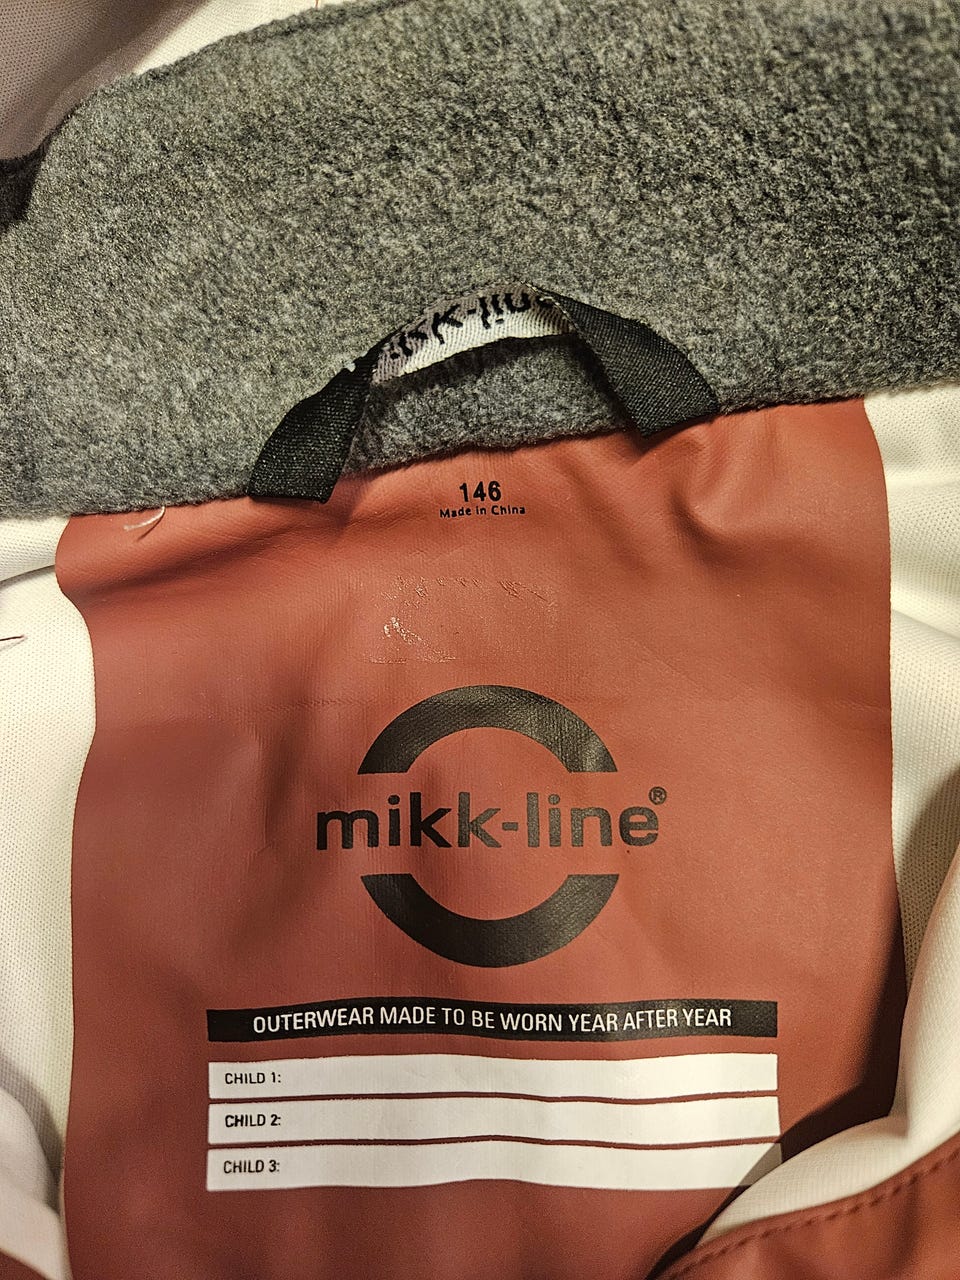 mikk-line
146
Made in China
mikk-line®
OUTERWEAR MADE TO BE WORN YEAR AFTER YEAR
CHILD 1:
CHILD 2:
CHILD 3: